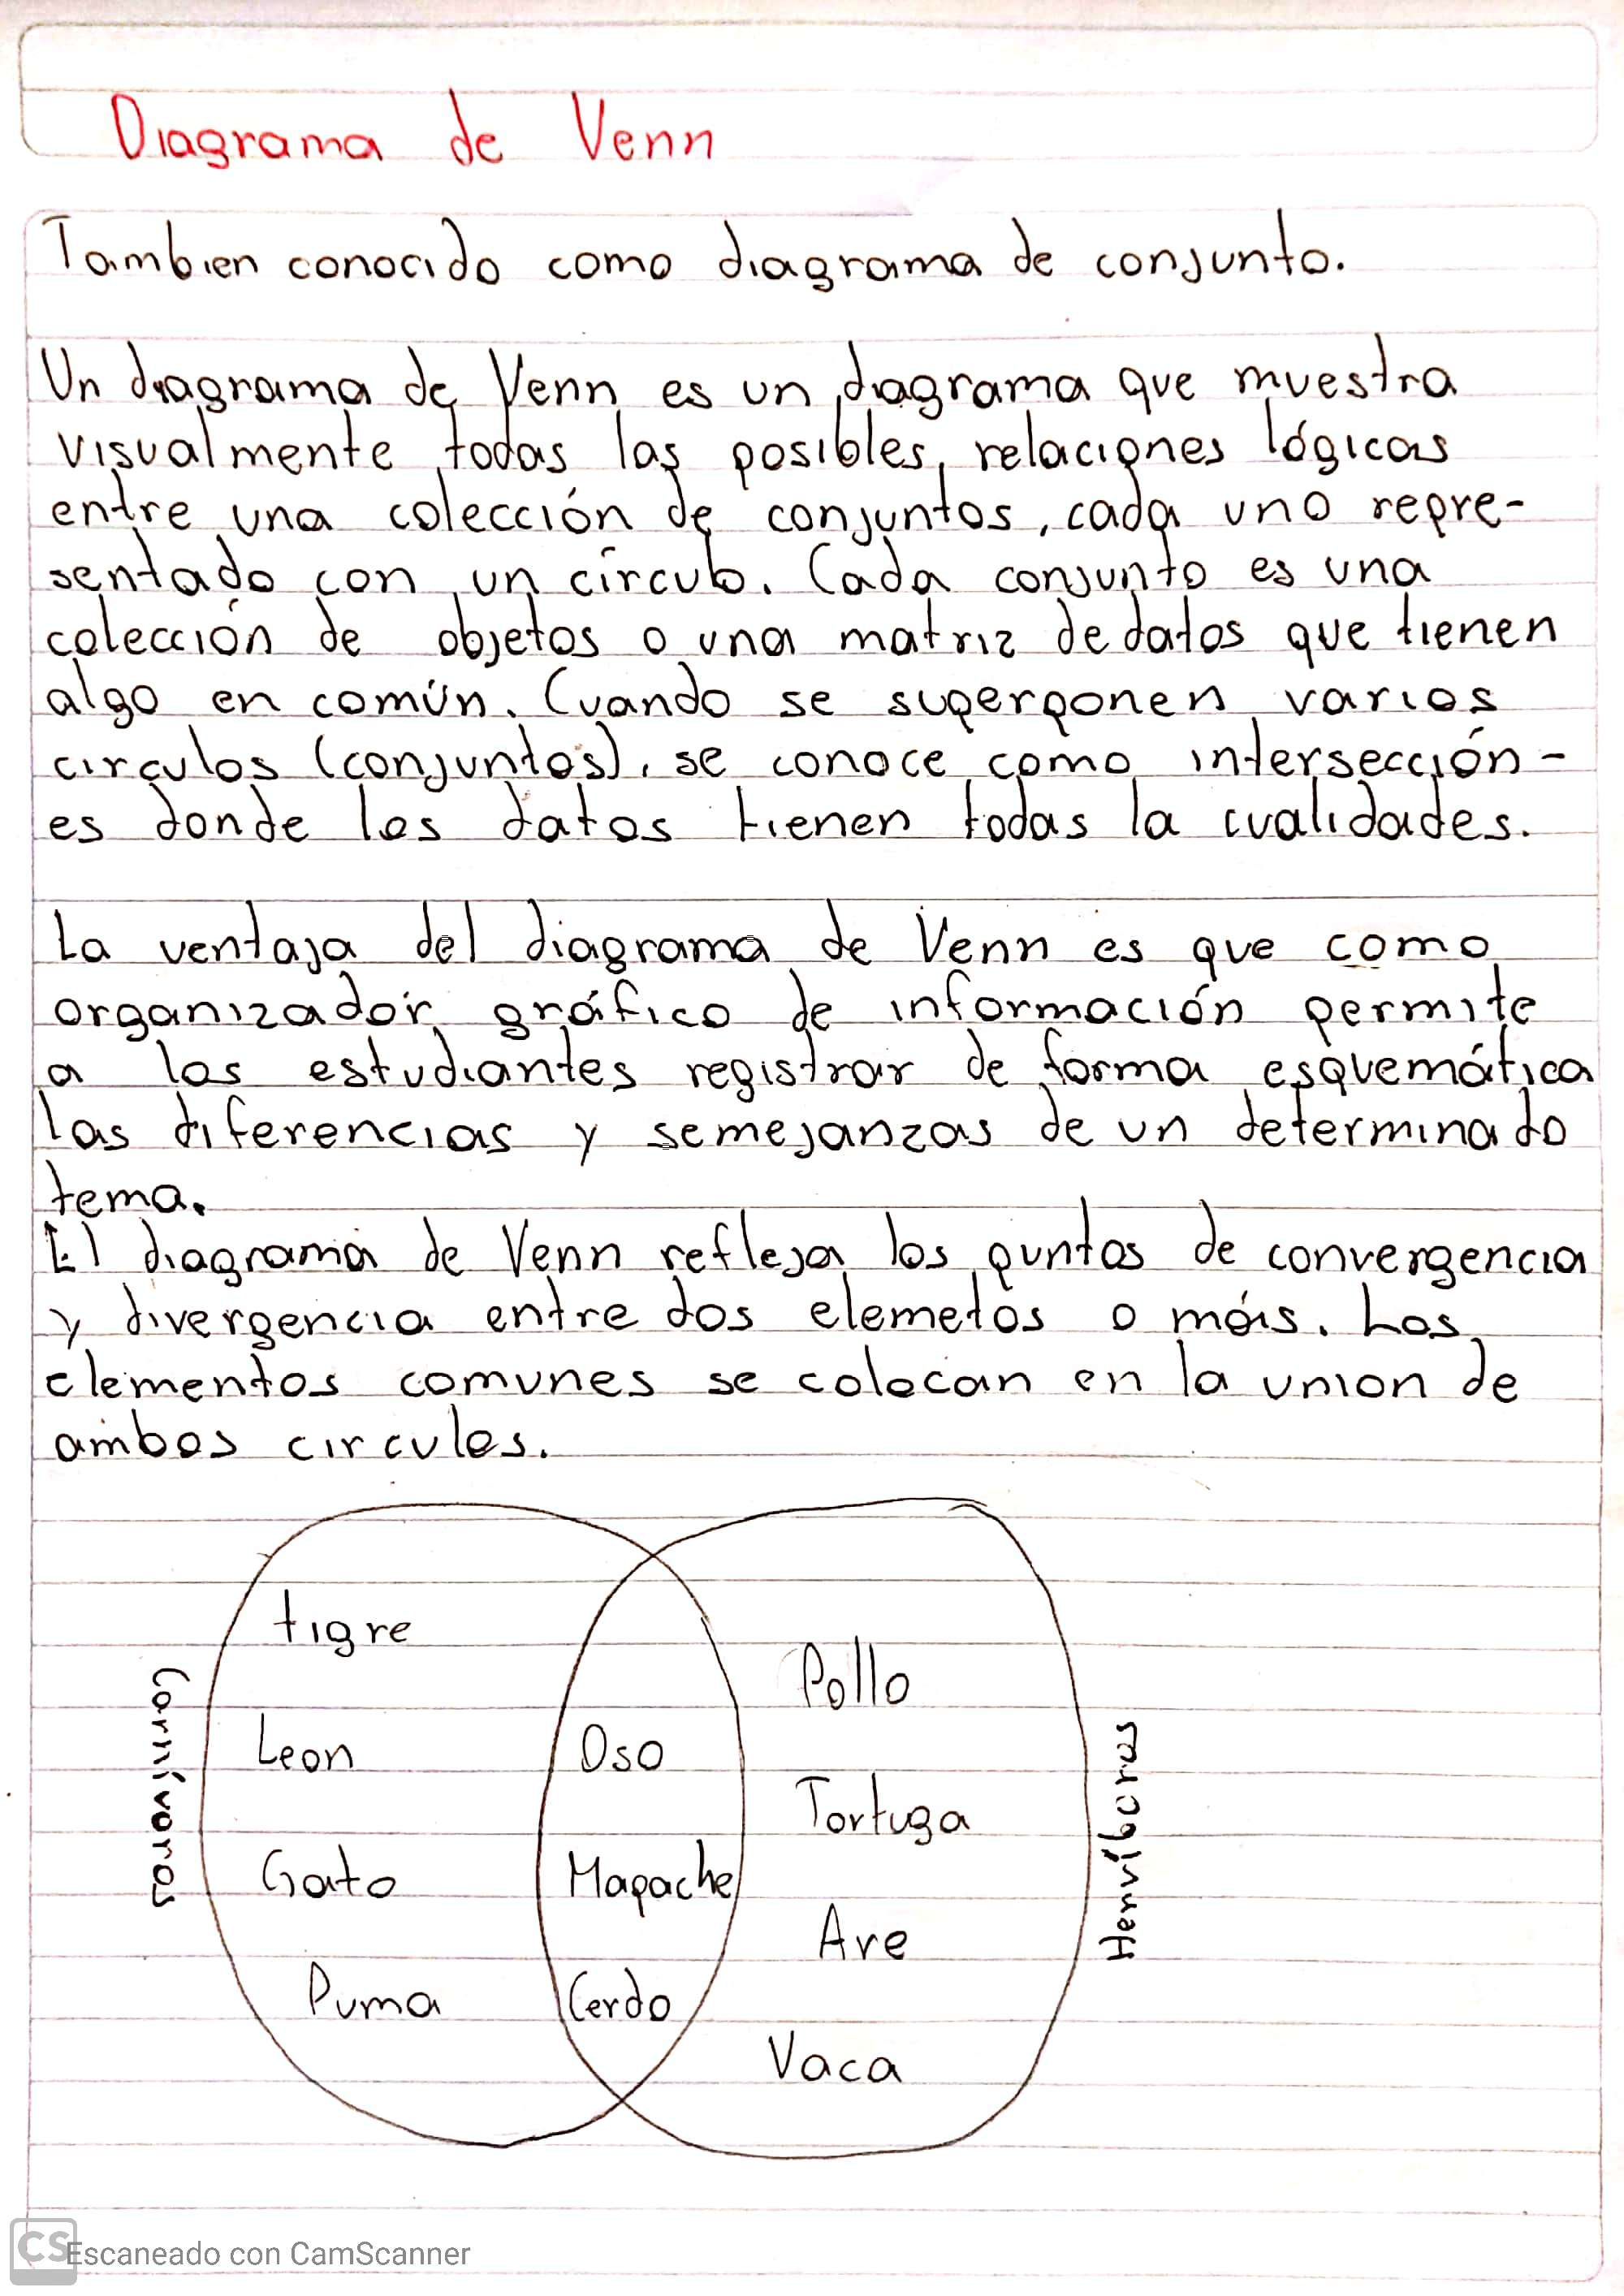 Diagrama de Venn
Tambien conocido como diagrama de conjunto.
Un diagrama de Venn es un diagrama que muestra
visualmente todas las posibles relaciones lógicas
entre una colección de conjuntos, cada uno repre-
sentado con un círculo. Cada conjunto es una
colección de objetos o una matriz de datos que tienen
algo en común. Cuando se superponen varios
circulos (conjuntos), se conoce como intersección -
es donde los datos tienen todas la cualidades.
La ventaja del diagrama de Venn es que como
organizador gráfico de información permite
a los estudiantes registrar de forma esquemática
las diferencias y semejanzas de un determinado
tema.
El diagrama de Venn refleja los puntos de convergencia
y divergencia entre dos elemetos o más. Los
elementos comunes se colocan en la union de
ambos circulos.
Carnívoros
tigre
Leon
Gato
Puma
Oso
Mapache
Cerdo
Pollo
Tortuga
Ave
Vaca
Hervíboros
CS Escaneado con CamScanner